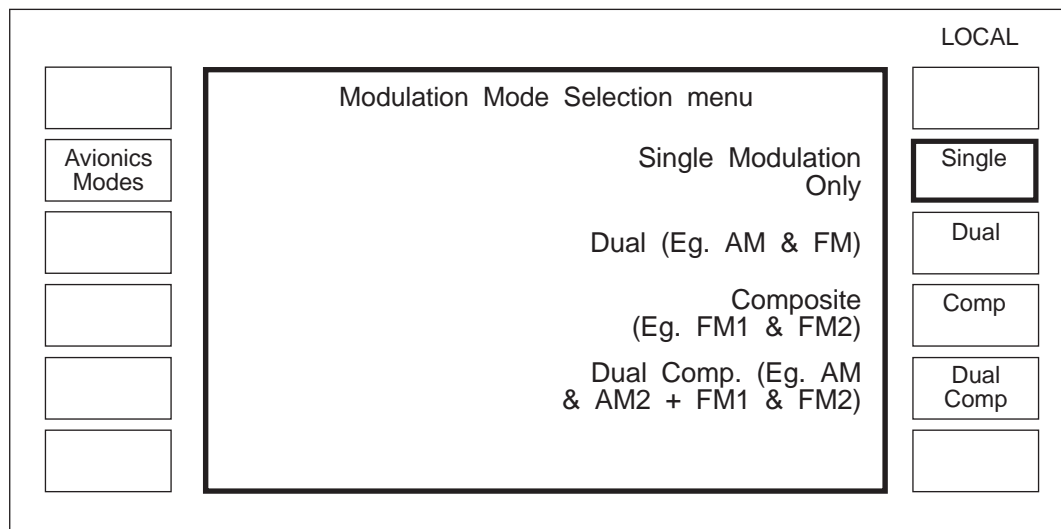 LOCAL
Modulation Mode Selection menu
Avionics
Modes
Single Modulation
Only
Single
Dual (Eg. AM & FM)
Dual
Composite
(Eg. FM1 & FM2)
Comp
Dual Comp. (Eg. AM
& AM2 + FM1 & FM2)
Dual
Comp